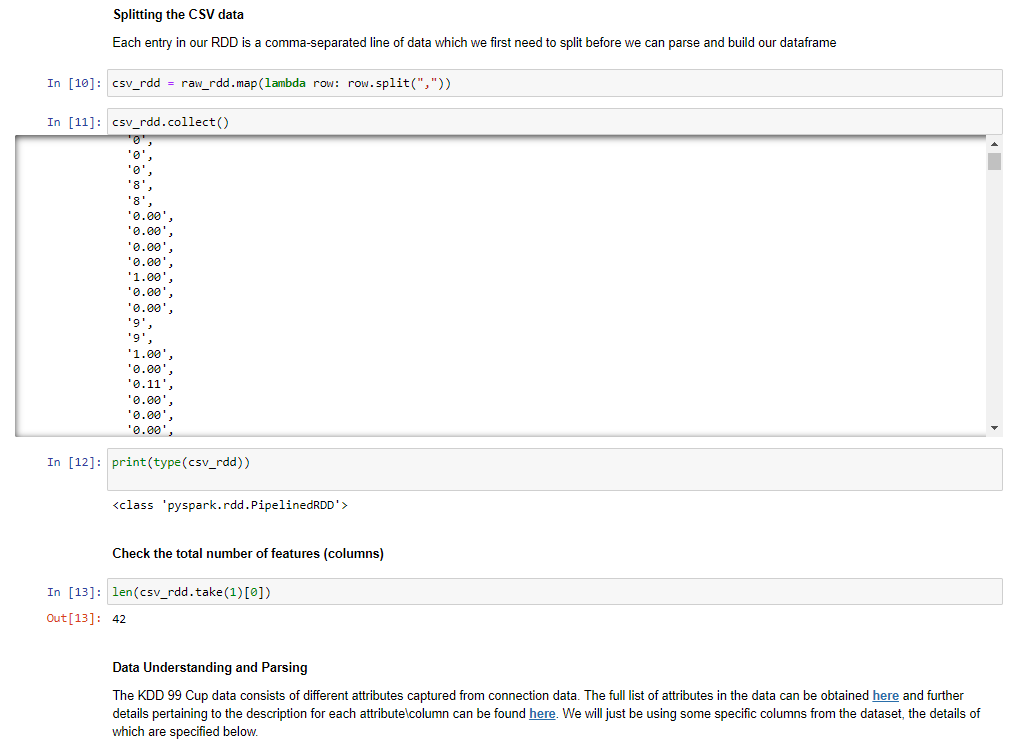 Splitting the CSV data
Each entry in our RDD is a comma-separated line of data which we first need to split before we can parse and build our dataframe
In [10]: csv_rdd = raw_rdd.map(lambda row: row.split(","))
In [11]: csv_rdd.collect()
'0',
'0',
'0',
'8',
'8',
'0.00',
'0.00',
'0.00',
'0.00',
'1.00',
'0.00',
'0.00',
'9',
'9',
'1.00',
'0.00',
'0.11',
'0.00',
'0.00',
'0.00',
In [12]: print(type(csv_rdd))
<class 'pyspark.rdd.PipelinedRDD'>
Check the total number of features (columns)
In [13]: len(csv_rdd.take(1)[0])
Out[13]: 42
Data Understanding and Parsing
The KDD 99 Cup data consists of different attributes captured from connection data. The full list of attributes in the data can be obtained here and further
details pertaining to the description for each attribute\column can be found here. We will just be using some specific columns from the dataset, the details of
which are specified below.